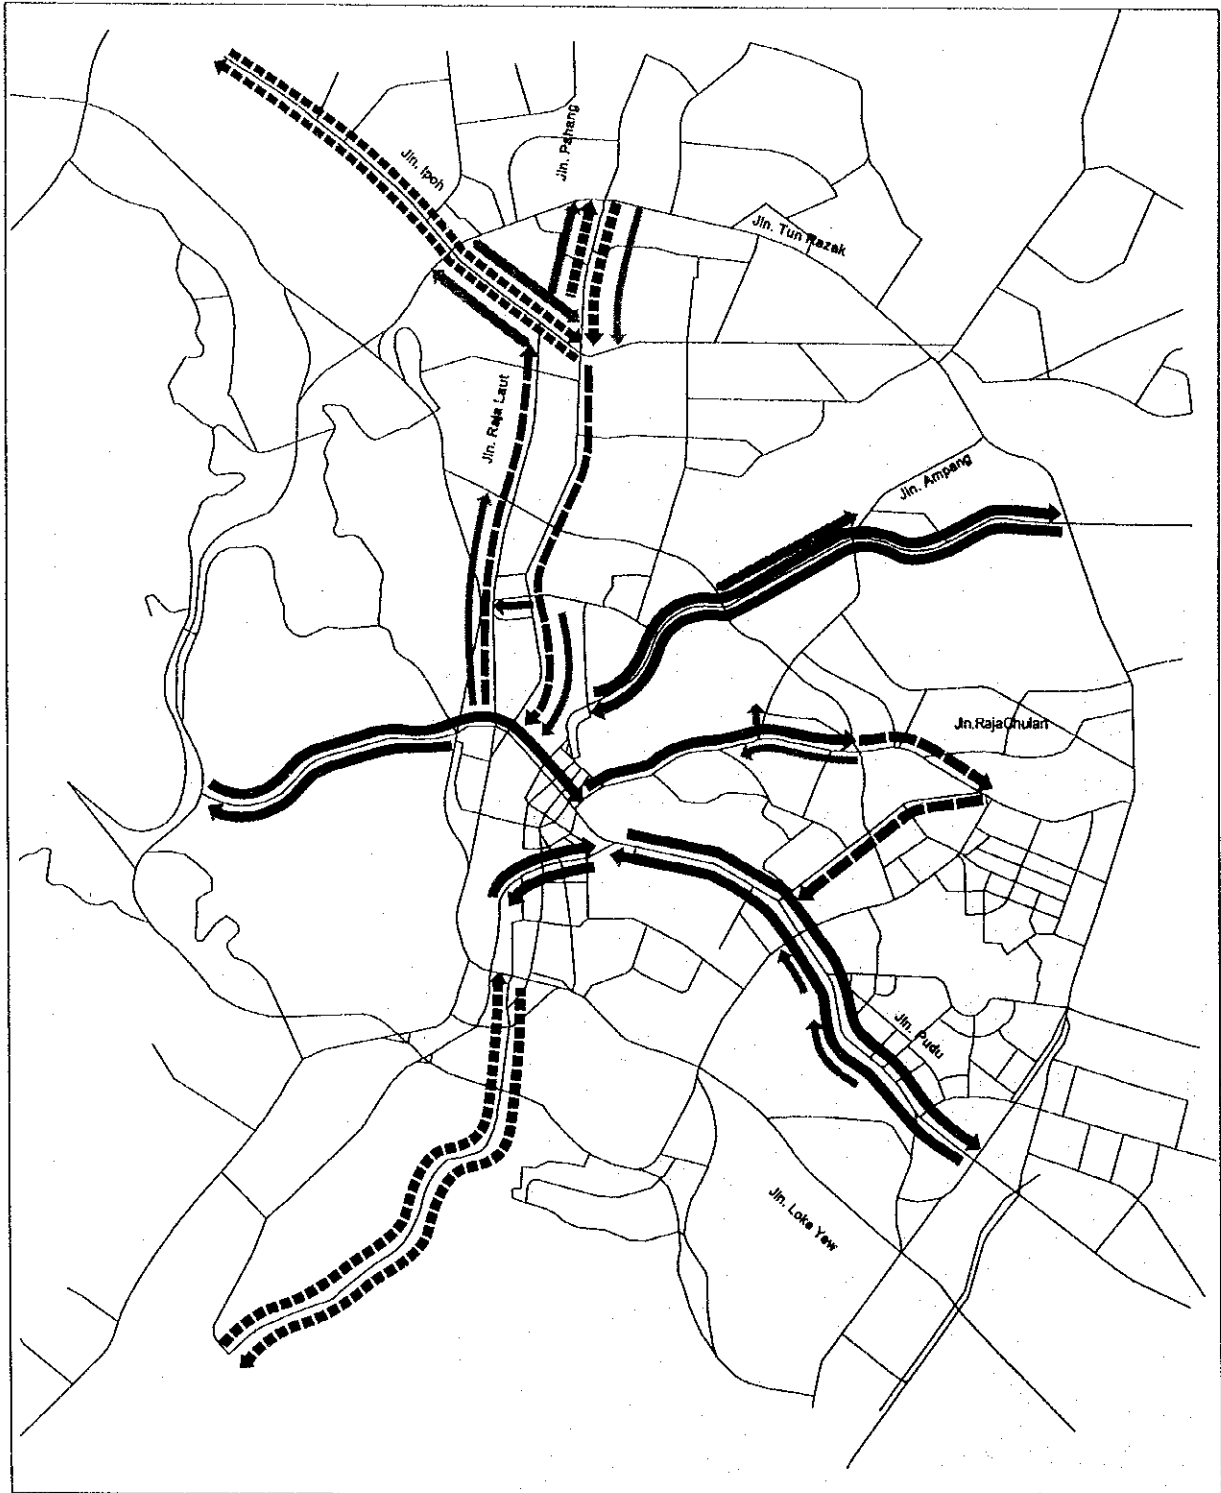 Jln. Pahang
Jln. Ipoh
Jln. Tun Razak
Jln. Raja Laut
Jln. Ampang
Jln.RajaChulan
Jln. Pudu
Jln. Loke Yew